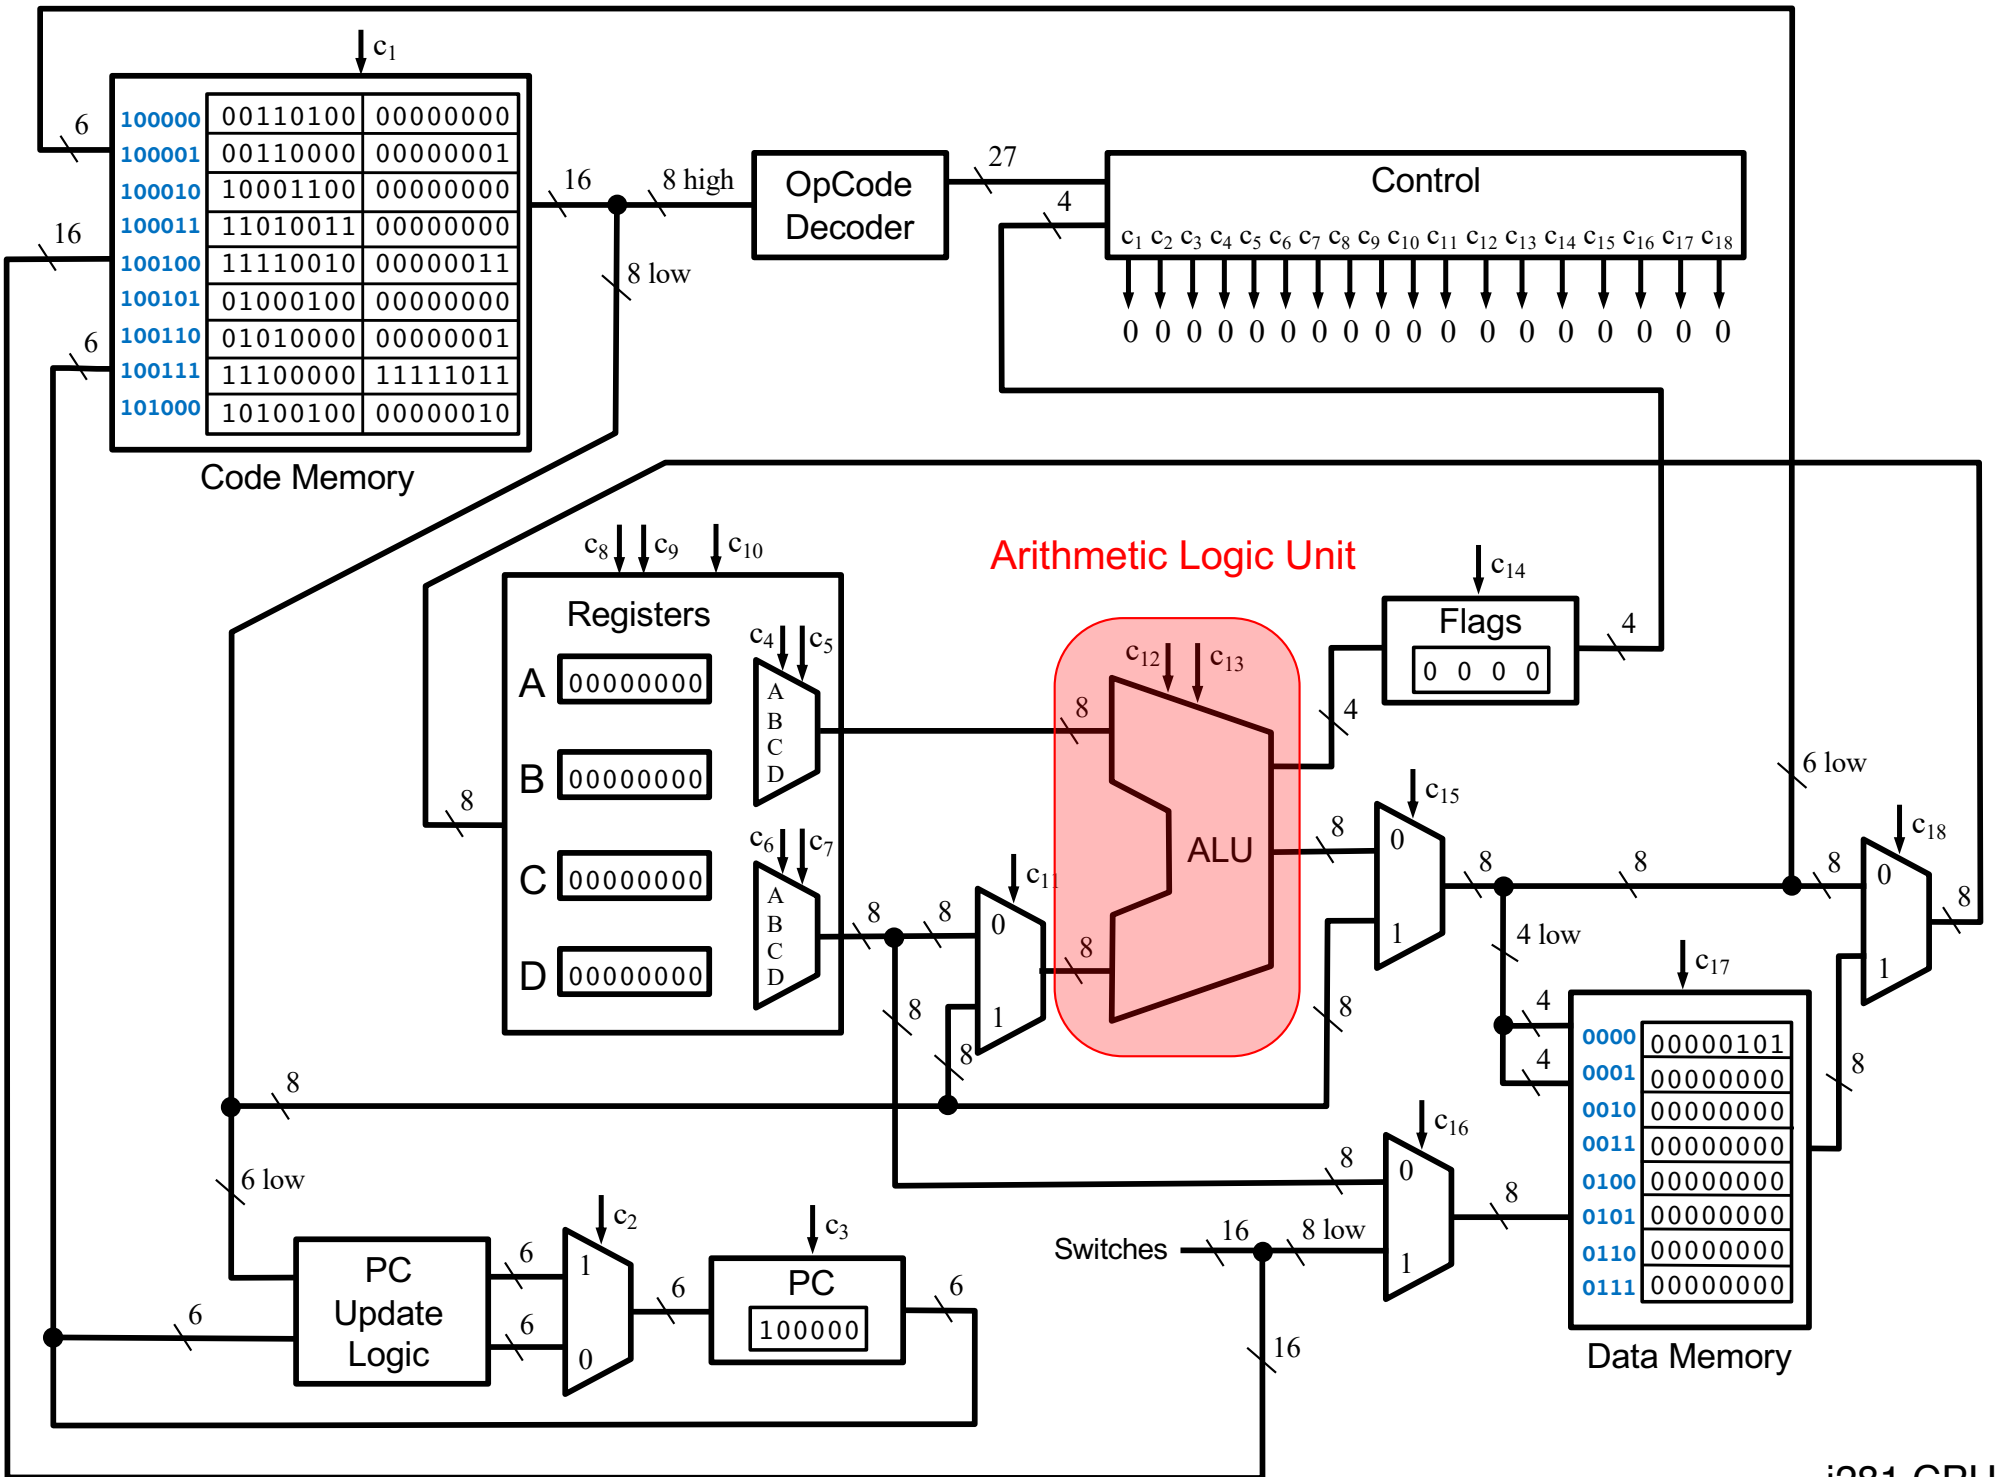 c1
6
16
6
100000 00110100 00000000
100001 00110000 00000001
100010 10001100 00000000
100011 11010011 00000000
100100 11110010 00000011
100101 01000100 00000000
100110 01010000 00000001
100111 11100000 11111011
101000 10100100 00000010
Code Memory
16
8 high
8 low
OpCode
Decoder
27
4
Control
c1 c2 c3 c4 c5 c6 c7 c8 c9 c10 c11 c12 c13 c14 c15 c16 c17 c18
0 0 0 0 0 0 0 0 0 0 0 0 0 0 0 0 0 0
c8 c9 c10
Registers
A 00000000
B 00000000
C 00000000
D 00000000
8
c4 c5
A
B
C
D
c6 c7
A
B
C
D
8
8
8
c11
0
1
8
Arithmetic Logic Unit
c12 c13
8
8
ALU
4
c14
Flags
0 0 0 0
4
8
c15
0
1
8
8
8
8
6 low
4 low
4
4
c18
0
1
8
c17
0000 00000101
0001 00000000
0010 00000000
0011 00000000
0100 00000000
0101 00000000
0110 00000000
0111 00000000
Data Memory
8
8
6 low
PC
Update
Logic
6
6
6
c2
1
0
6
c3
PC
100000
6
Switches
16
8 low
16
8
c16
0
1
8